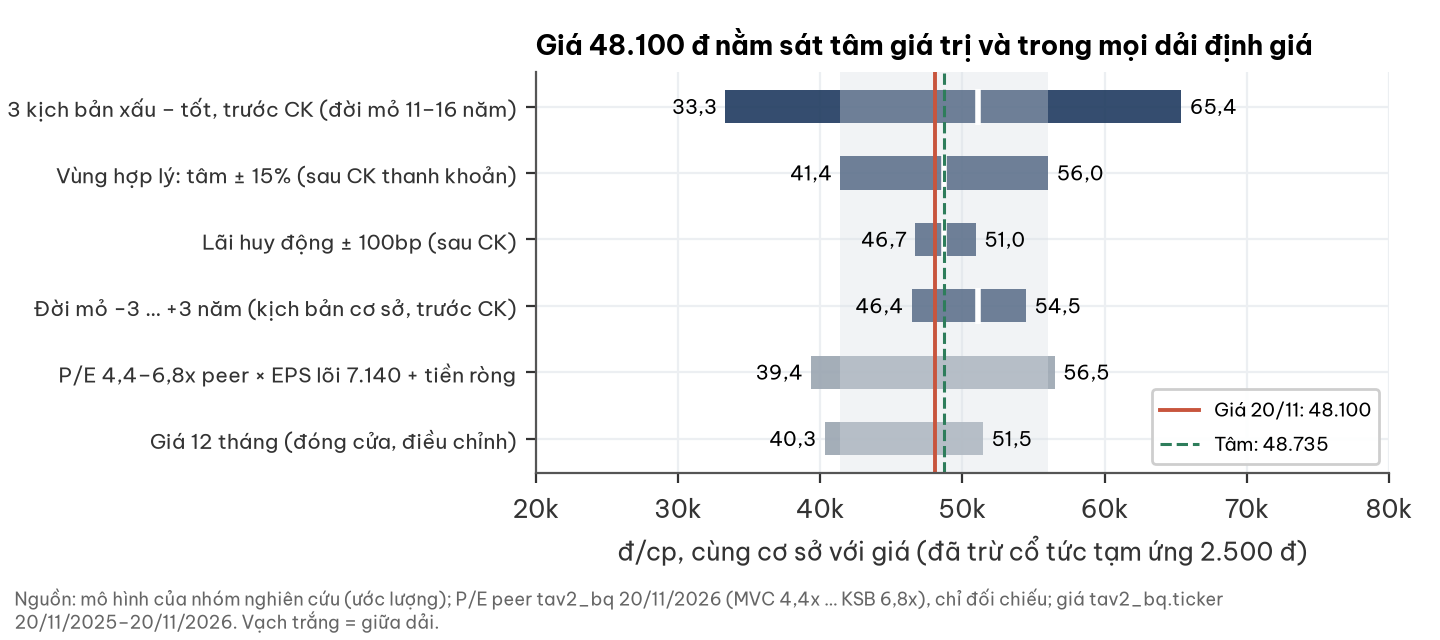 Giá 48.100 đ nằm sát tâm giá trị và trong mọi dải định giá
3 kịch bản xấu – tốt, trước CK (đời mỏ 11–16 năm)
33,3
65,4
Vùng hợp lý: tâm ± 15% (sau CK thanh khoản)
41,4
56,0
Lãi huy động ± 100bp (sau CK)
46,7
51,0
Đời mỏ −3 … +3 năm (kịch bản cơ sở, trước CK)
46,4
54,5
P/E 4,4–6,8x peer × EPS lõi 7.140 + tiền ròng
39,4
56,5
Giá 12 tháng (đóng cửa, điều chỉnh)
40,3
51,5
Giá 20/11: 48.100
Tâm: 48.735
20k 30k 40k 50k 60k 70k 80k
đ/cp, cùng cơ sở với giá (đã trừ cổ tức tạm ứng 2.500 đ)
Nguồn: mô hình của nhóm nghiên cứu (ước lượng); P/E peer tav2_bq 20/11/2026 (MVC 4,4x … KSB 6,8x), chỉ đối chiếu; giá tav2_bq.ticker
20/11/2025–20/11/2026. Vạch trắng = giữa dải.